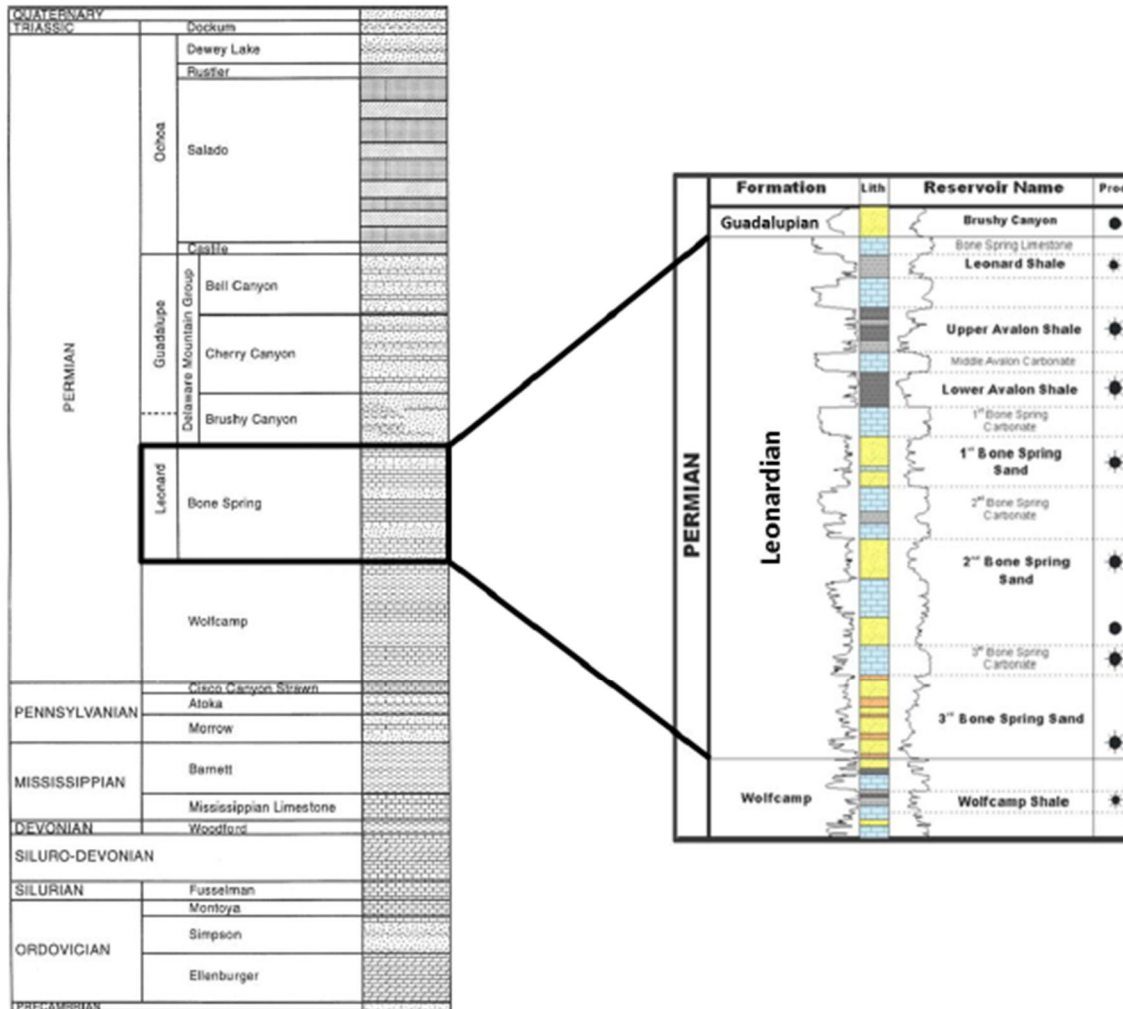 QUATERNARY
TRIASSIC
Dockum
PERMIAN
Ochoa
Dewey Lake
Rustler
Salado
Castile
Guadalupe
Delaware Mountain Group
Bell Canyon
Cherry Canyon
Brushy Canyon
Leonard
Bone Spring
Wolfcamp
PENNSYLVANIAN
Cisco Canyon Strawn
Atoka
Morrow
MISSISSIPPIAN
Barnett
Mississippian Limestone
DEVONIAN
Woodford
SILURO-DEVONIAN
SILURIAN
Fusselman
ORDOVICIAN
Montoya
Simpson
Ellenburger
PRECAMBRIAN
Formation
Lith
Reservoir Name
PERMIAN
Guadalupian
Brushy Canyon
Leonardian
Bone Spring Limestone
Leonard Shale
Upper Avalon Shale
Middle Avalon Carbonate
Lower Avalon Shale
1st Bone Spring
Carbonate
1st Bone Spring
Sand
2nd Bone Spring
Carbonate
2nd Bone Spring
Sand
3rd Bone Spring
Carbonate
3rd Bone Spring Sand
Wolfcamp
Wolfcamp Shale